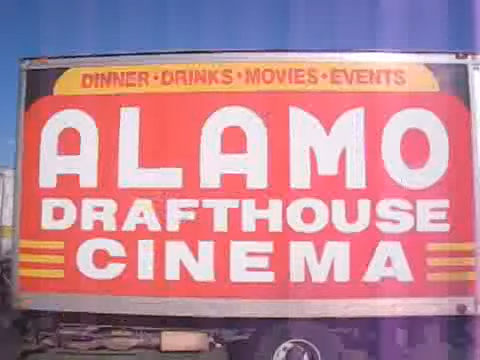 DINNER • DRINKS • MOVIES • EVENTS
ALAMO
DRAFTHOUSE
CINEMA